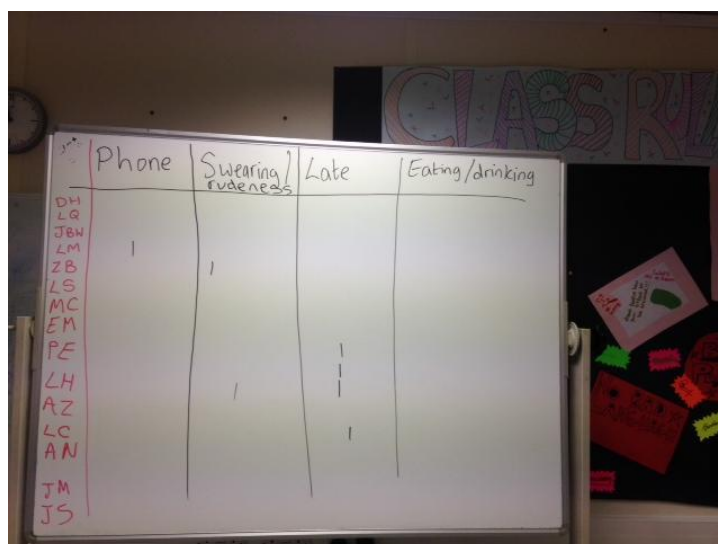 CLASS RUL
Phone Swearing/ Late Eating/drinking
rudeness
DH
LQ
JBW
LM
ZB
LS
MC
EM
PE
LH
AZ
LC
AN
JM
JS